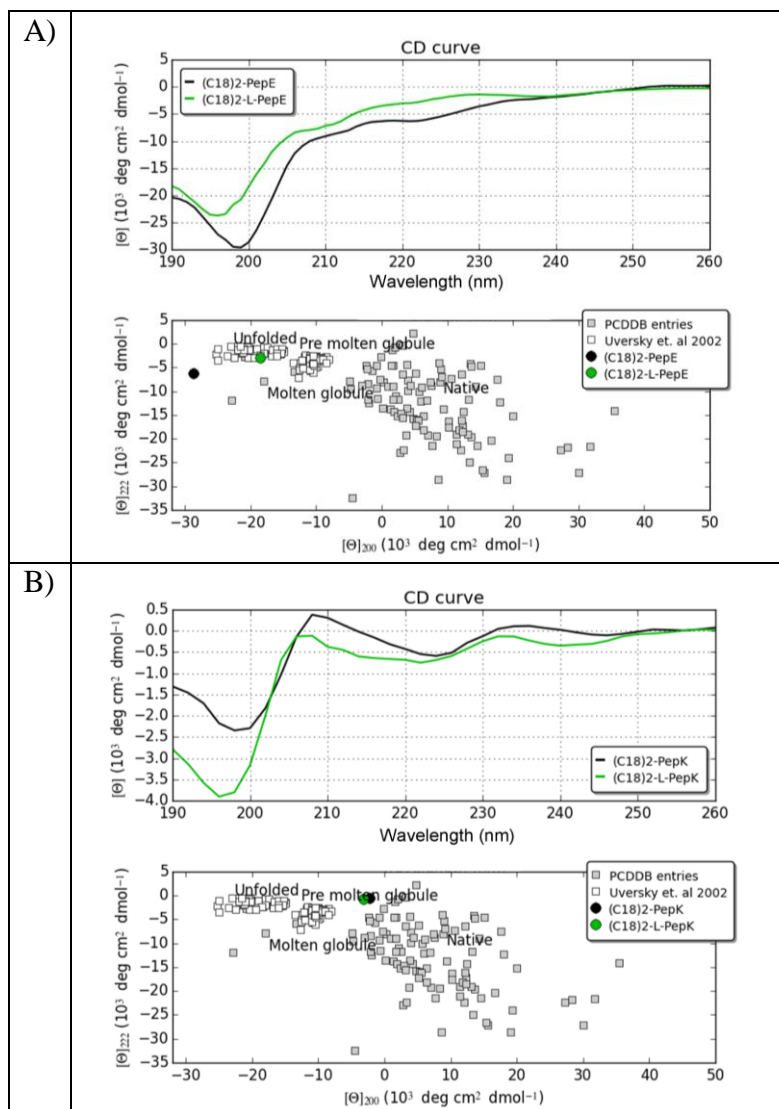 A)
CD curve
(C18)2-PepE
(C18)2-L-PepE
[Θ] (10³ deg cm² dmol⁻¹)
5
0
−5
−10
−15
−20
−25
−30
190 200 210 220 230 240 250 260
Wavelength (nm)
PCDDB entries
Uversky et. al 2002
(C18)2-PepE
(C18)2-L-PepE
Unfolded
Pre molten globule
Molten globule
Native
[Θ]₂₂₂ (10³ deg cm² dmol⁻¹)
5
0
−5
−10
−15
−20
−25
−30
−35
−30 −20 −10 0 10 20 30 40 50
[Θ]₂₀₀ (10³ deg cm² dmol⁻¹)
B)
CD curve
[Θ] (10³ deg cm² dmol⁻¹)
0.5
0.0
−0.5
−1.0
−1.5
−2.0
−2.5
−3.0
−3.5
−4.0
(C18)2-PepK
(C18)2-L-PepK
190 200 210 220 230 240 250 260
Wavelength (nm)
PCDDB entries
Uversky et. al 2002
(C18)2-PepK
(C18)2-L-PepK
Unfolded
Pre molten globule
Molten globule
Native
[Θ]₂₂₂ (10³ deg cm² dmol⁻¹)
5
0
−5
−10
−15
−20
−25
−30
−35
−30 −20 −10 0 10 20 30 40 50
[Θ]₂₀₀ (10³ deg cm² dmol⁻¹)